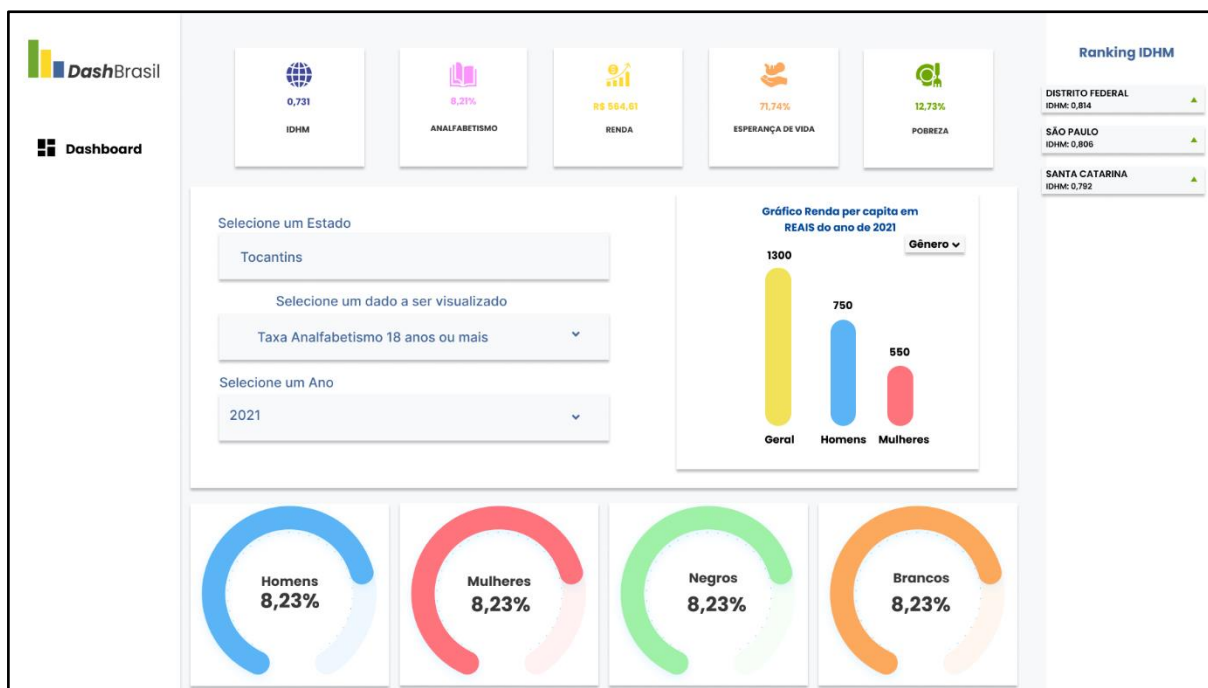 DashBrasil
Dashboard
0,731
IDHM
8,21%
ANALFABETISMO
R$ 564,61
RENDA
71,74%
ESPERANÇA DE VIDA
12,73%
POBREZA
Ranking IDHM
DISTRITO FEDERAL
IDHM: 0,814
SÃO PAULO
IDHM: 0,806
SANTA CATARINA
IDHM: 0,792
Selecione um Estado
Tocantins
Selecione um dado a ser visualizado
Taxa Analfabetismo 18 anos ou mais
Selecione um Ano
2021
Gráfico Renda per capita em
REAIS do ano de 2021
Gênero
1300
750
550
Geral Homens Mulheres
Homens
8,23%
Mulheres
8,23%
Negros
8,23%
Brancos
8,23%